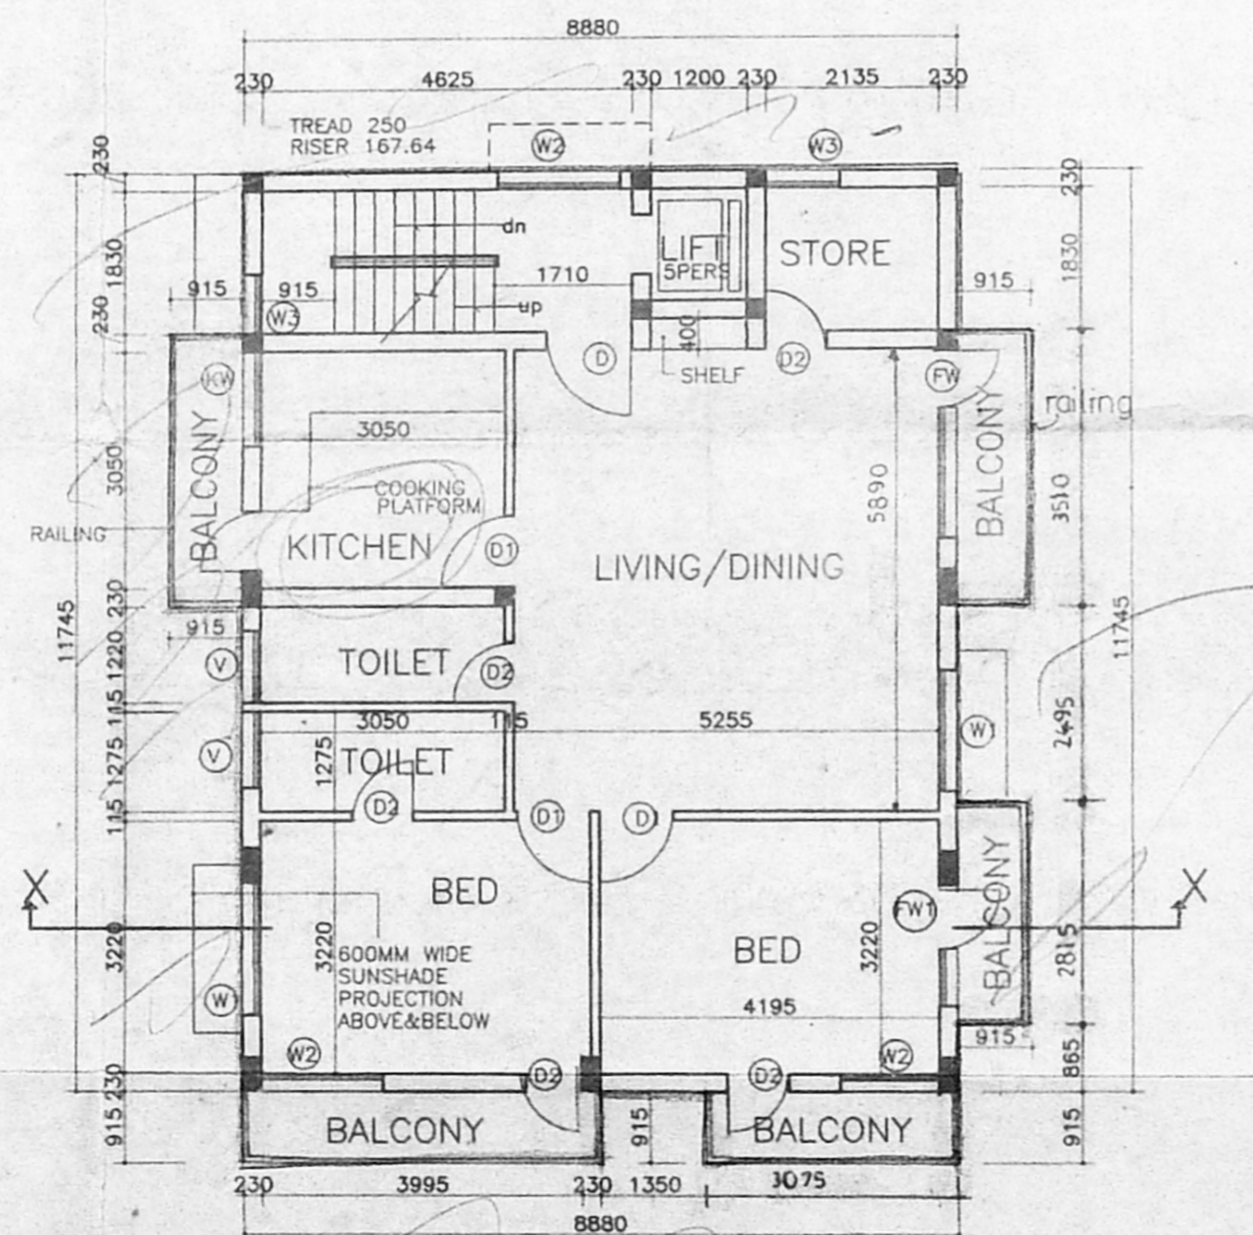 8880
230 4625 230 1200 230 2135 230
TREAD 250
RISER 167.64
W2
W3
230
230
dn
LIFT
5PERS
STORE
1830
1830
915
915
1710
915
up
W3
230
400
D
D2
SHELF
KW
FW
railing
BALCONY
3050
COOKING
PLATFORM
BALCONY
3050
5890
3510
RAILING
KITCHEN
D1
LIVING/DINING
230
11745
11745
915
1220
V
TOILET
D2
115
3050 115 5255
2495
W1
V
1275
1275
TOILET
D2
D1
D1
115
X
X
BED
FW1
BALCONY
BED
3220
3220
3220
2815
600MM WIDE
SUNSHADE
PROJECTION
ABOVE&BELOW
W1
4195
915
W2
D2
D2
W2
865
230
915
BALCONY
915
BALCONY
915
230 3995 230 1350 3075
8880